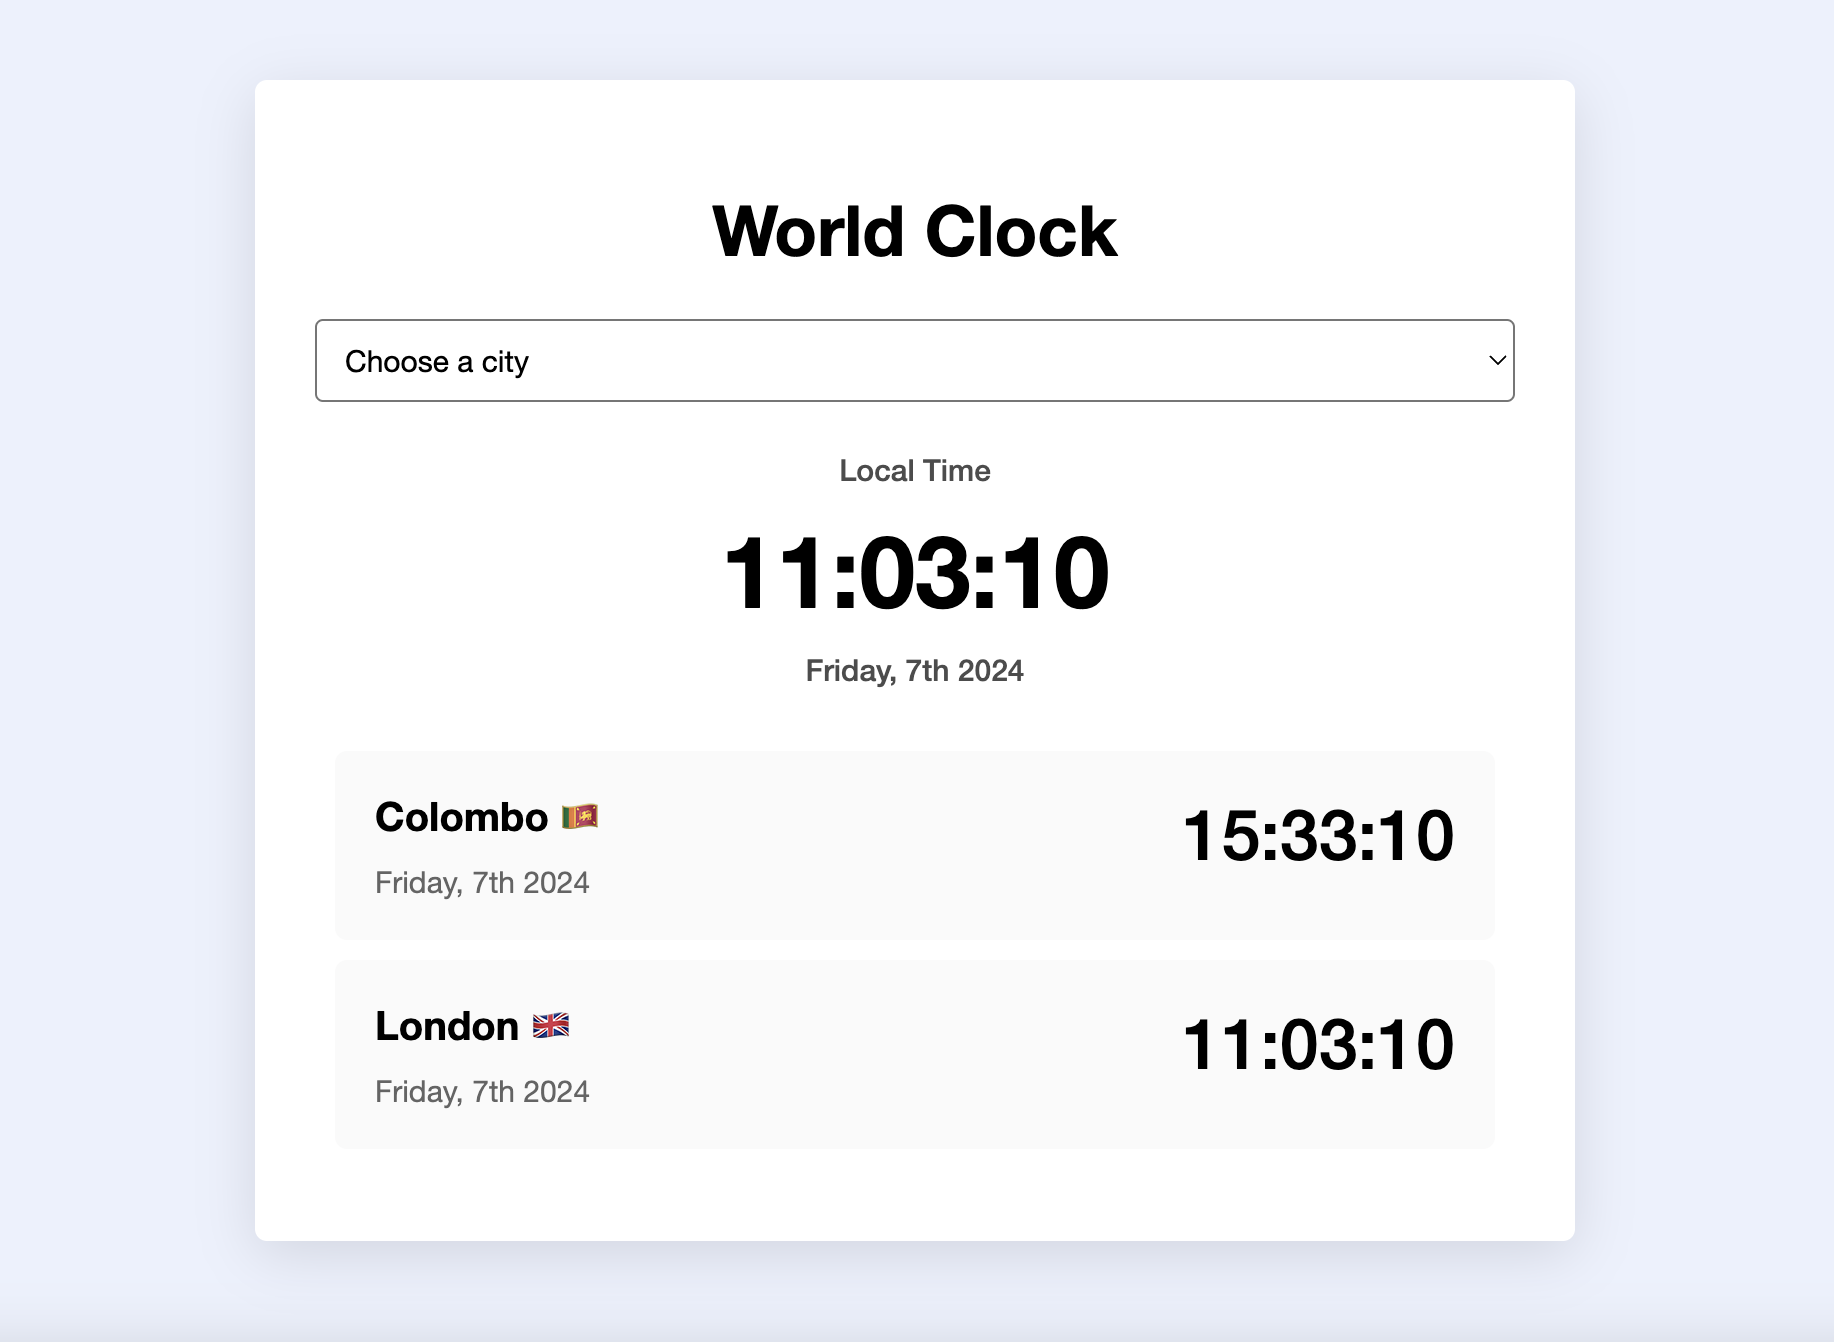 World Clock
Choose a city
Local Time
11:03:10
Friday, 7th 2024
Colombo 🇱🇰
15:33:10
Friday, 7th 2024
London 🇬🇧
11:03:10
Friday, 7th 2024